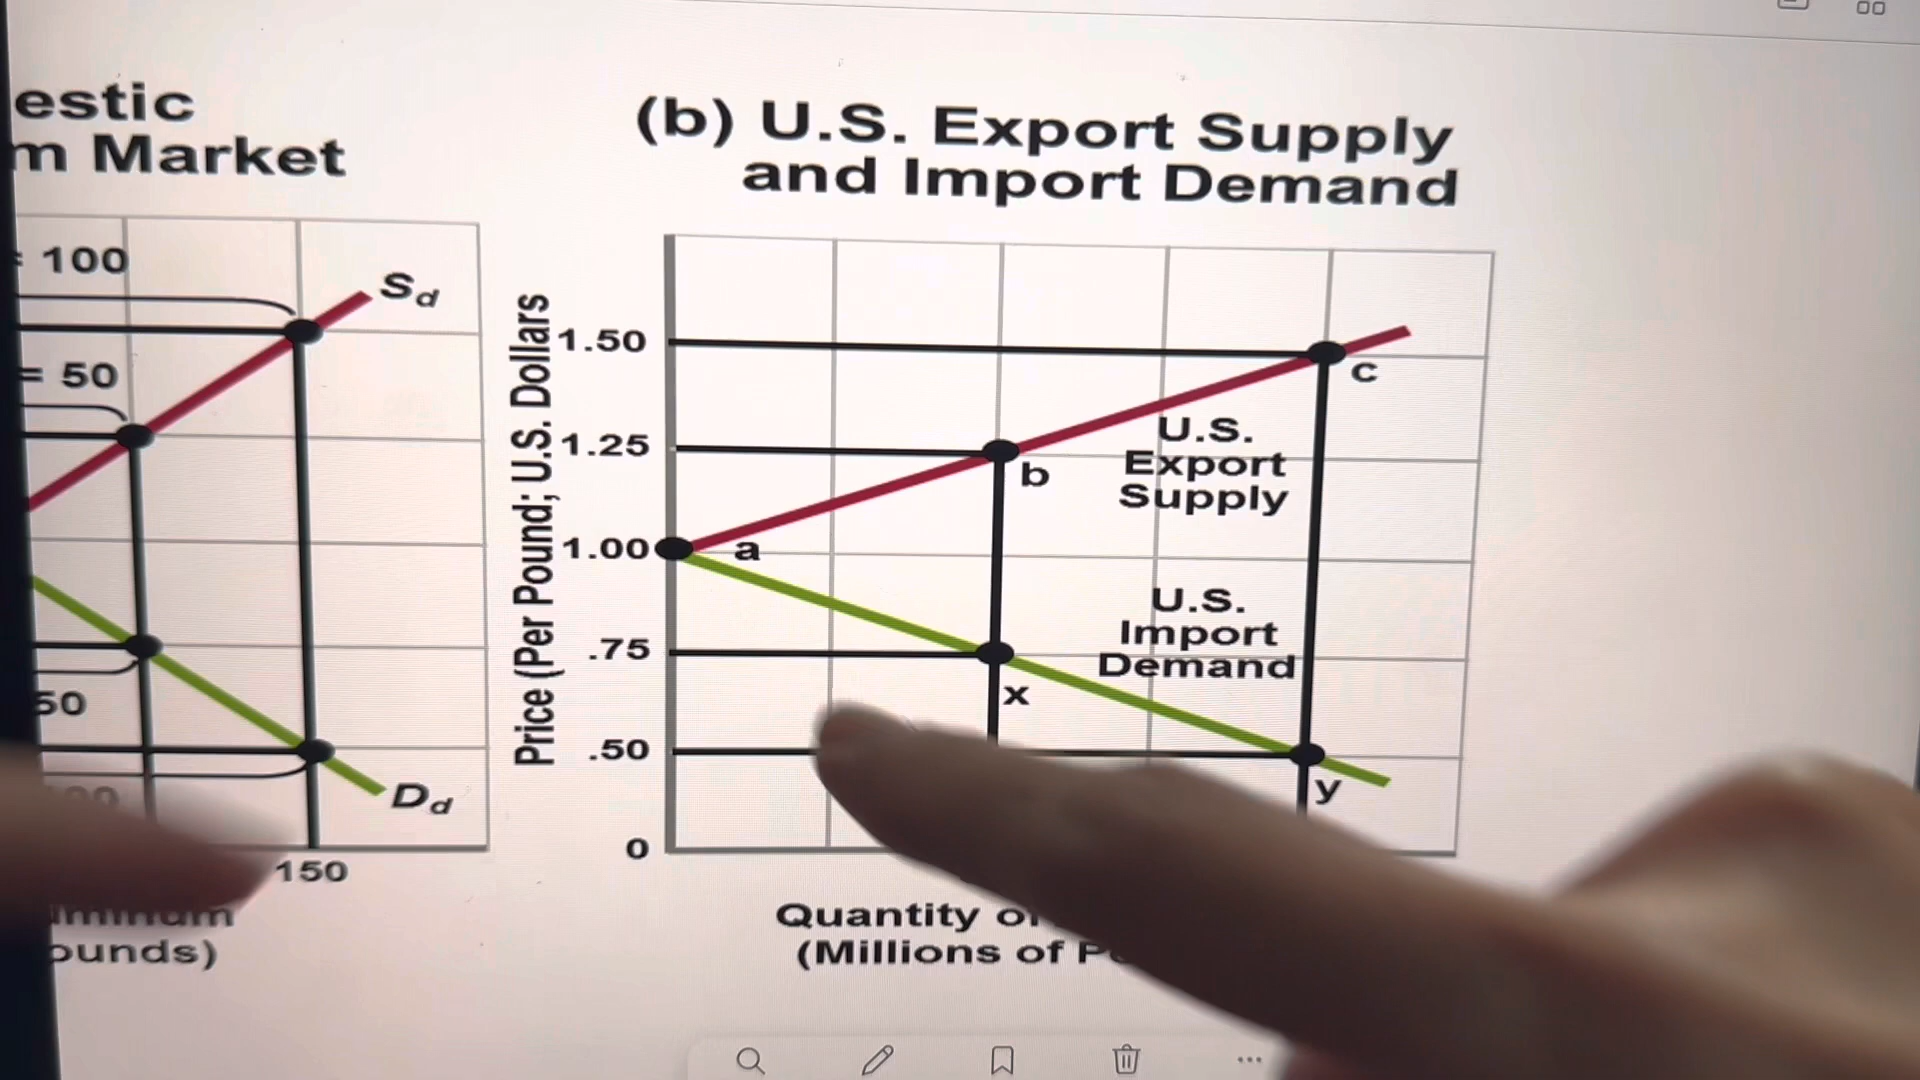 estic
m Market
= 100
Sd
= 50
50
Dd
150
ounds)
(b) U.S. Export Supply
and Import Demand
Price (Per Pound; U.S. Dollars
1.50
1.25
1.00
.75
.50
0
a
b
c
x
y
U.S.
Export
Supply
U.S.
Import
Demand
Quantity
(Millions of